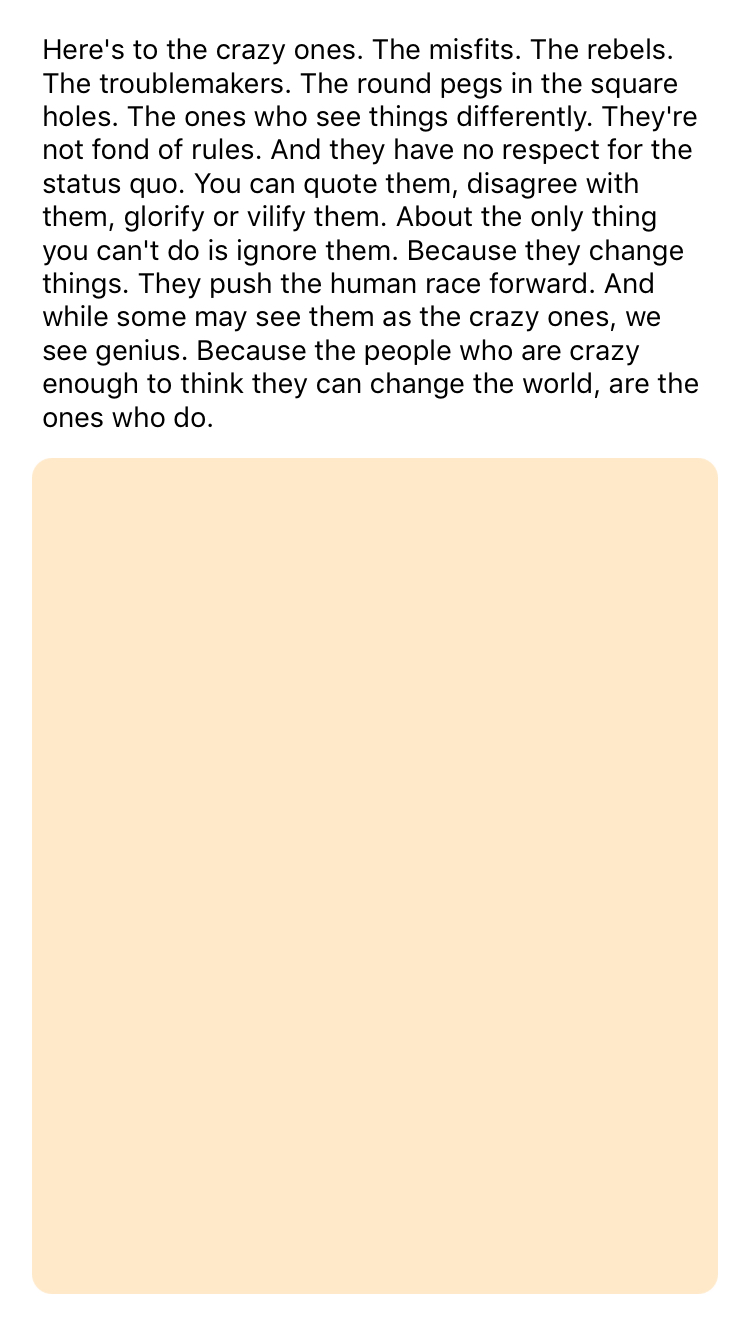 Here's to the crazy ones. The misfits. The rebels.
The troublemakers. The round pegs in the square
holes. The ones who see things differently. They're
not fond of rules. And they have no respect for the
status quo. You can quote them, disagree with
them, glorify or vilify them. About the only thing
you can't do is ignore them. Because they change
things. They push the human race forward. And
while some may see them as the crazy ones, we
see genius. Because the people who are crazy
enough to think they can change the world, are the
ones who do.